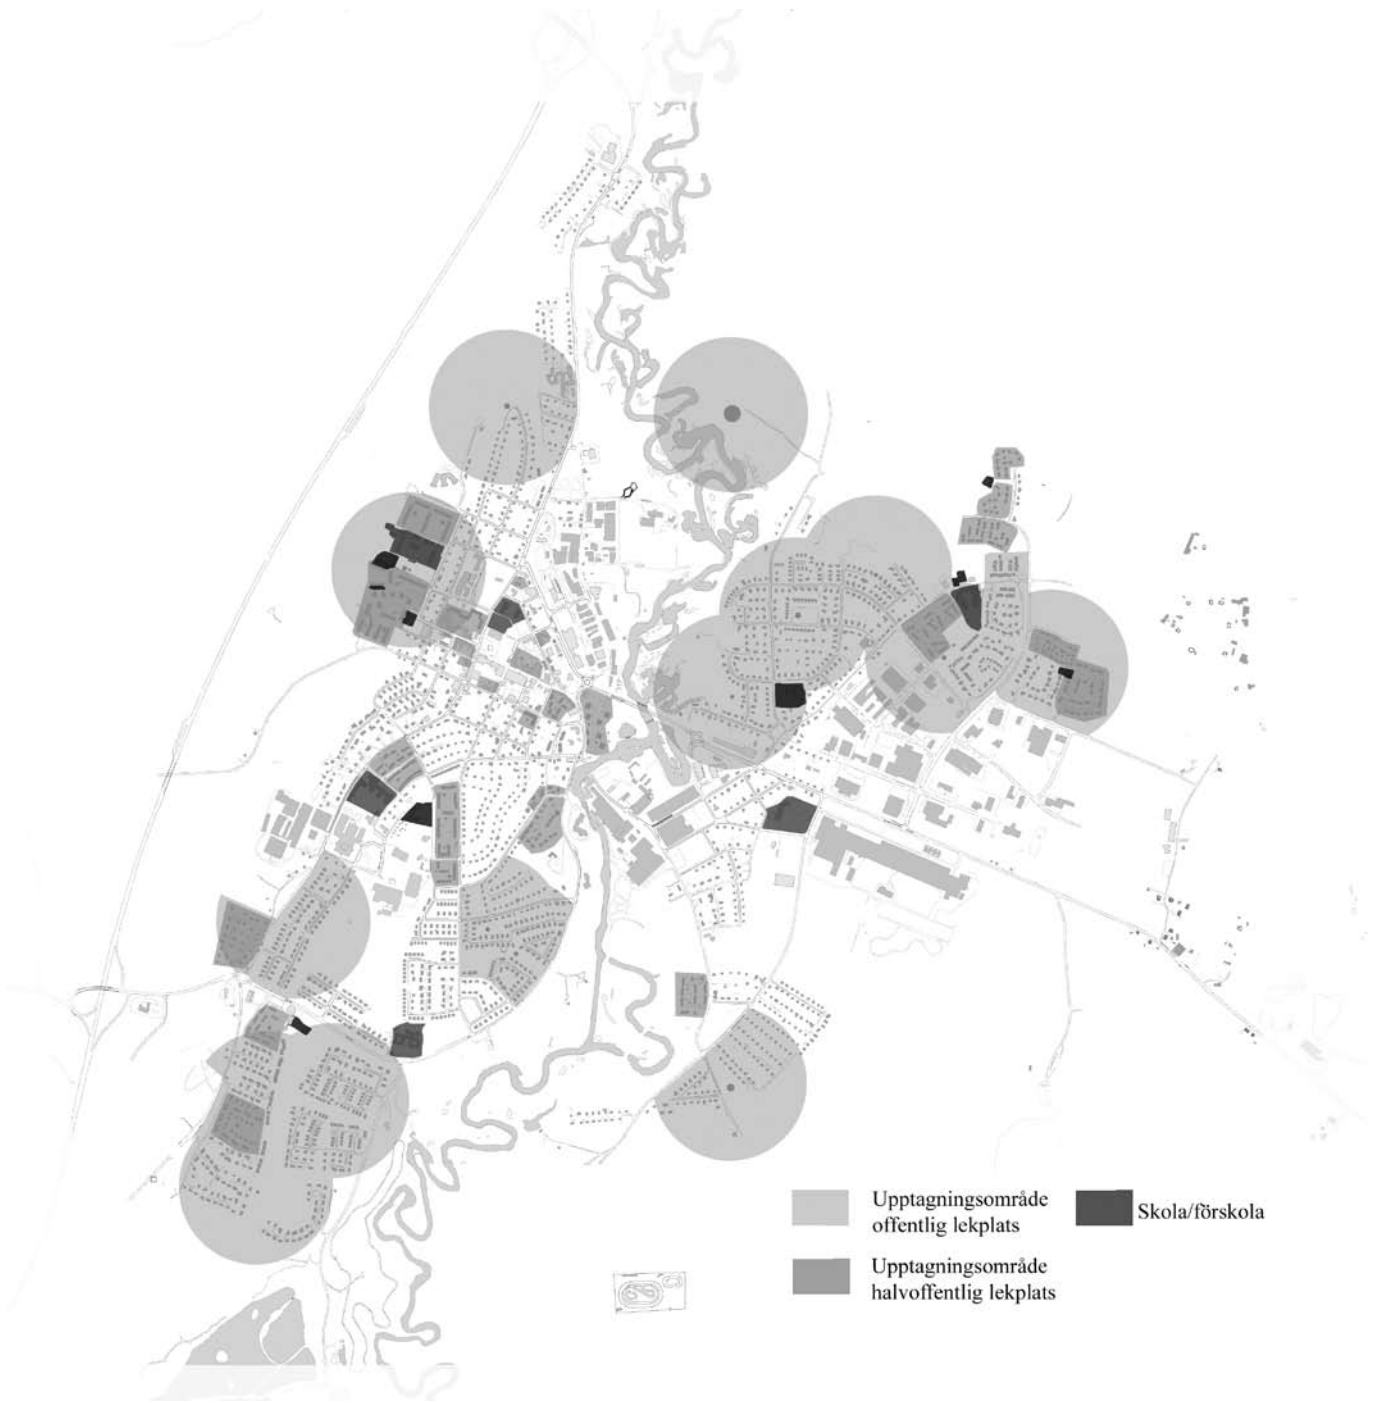 Upptagningsområde
offentlig lekplats
Skola/förskola
Upptagningsområde
halvoffentlig lekplats